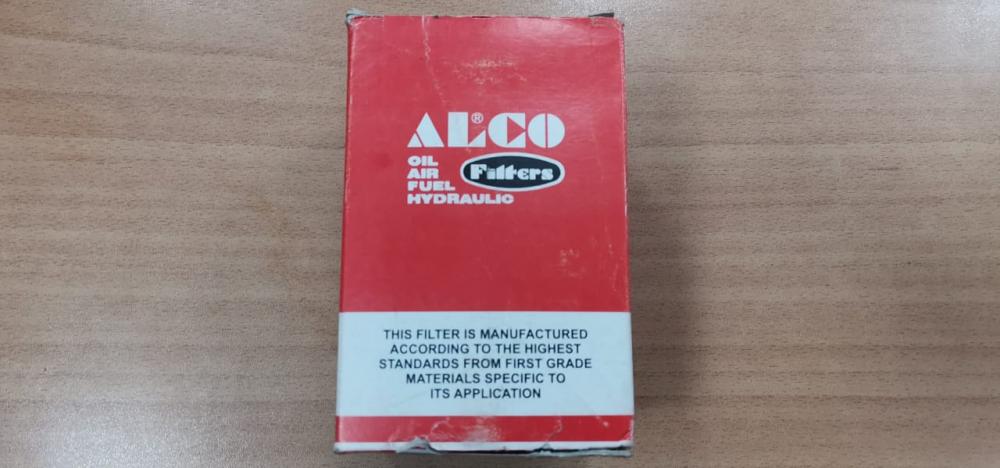 ALCO®
OIL
AIR
FUEL
HYDRAULIC
Filters
THIS FILTER IS MANUFACTURED
ACCORDING TO THE HIGHEST
STANDARDS FROM FIRST GRADE
MATERIALS SPECIFIC TO
ITS APPLICATION